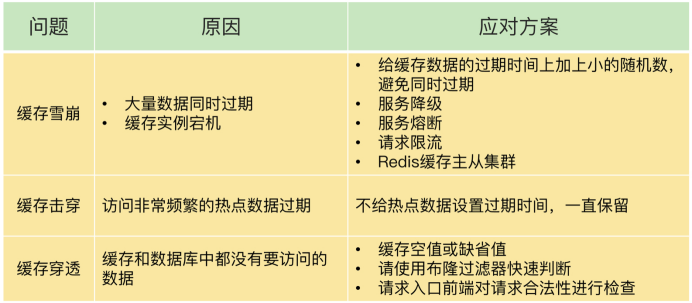 问题
原因
应对方案
缓存雪崩
• 大量数据同时过期
• 缓存实例宕机
• 给缓存数据的过期时间上加上小的随机数，
避免同时过期
• 服务降级
• 服务熔断
• 请求限流
• Redis缓存主从集群
缓存击穿
访问非常频繁的热点数据过期
不给热点数据设置过期时间，一直保留
缓存穿透
缓存和数据库中都没有要访问的
数据
• 缓存空值或缺省值
• 请使用布隆过滤器快速判断
• 请求入口前端对请求合法性进行检查